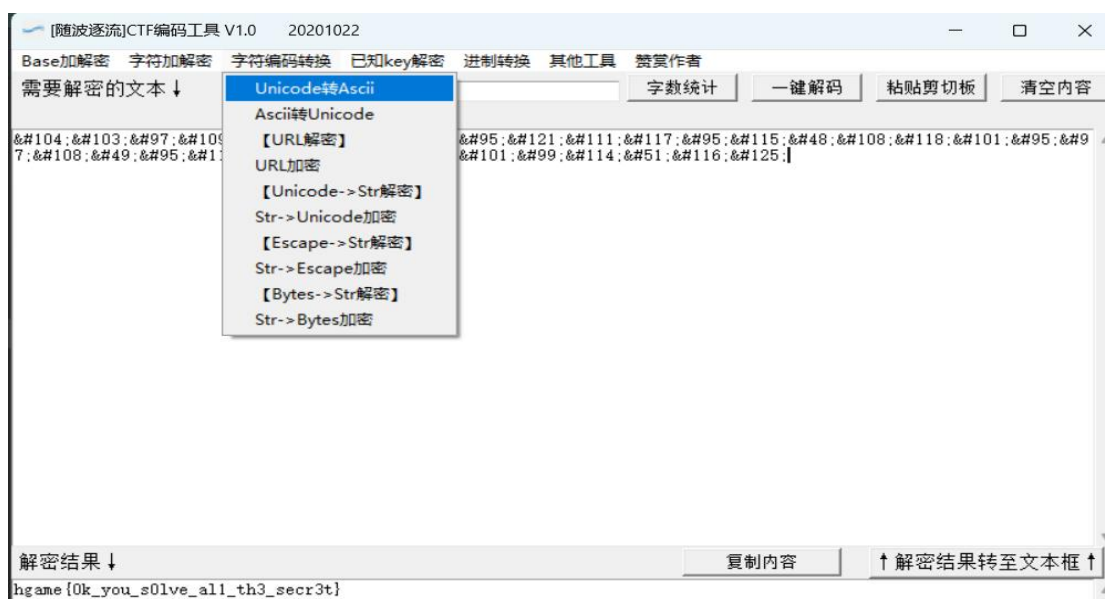 [随波逐流]CTF编码工具 V1.0 20201022
Base加解密 字符加解密 字符编码转换 已知key解密 进制转换 其他工具 赞赏作者
需要解密的文本↓ 字数统计 一键解码 粘贴剪切板 清空内容
Unicode转Ascii
Ascii转Unicode
&#104;&#103;&#97;&#109 &#95;&#121;&#111;&#117;&#95;&#115;&#48;&#108;&#118;&#101;&#95;&#9
【URL解密】
7;&#108;&#49;&#95;&#11 &#101;&#99;&#114;&#51;&#116;&#125;
URL加密
【Unicode->Str解密】
Str->Unicode加密
【Escape->Str解密】
Str->Escape加密
【Bytes->Str解密】
Str->Bytes加密
解密结果↓ 复制内容 ↑解密结果转至文本框↑
hgame{0k_you_s0lve_al1_th3_secr3t}